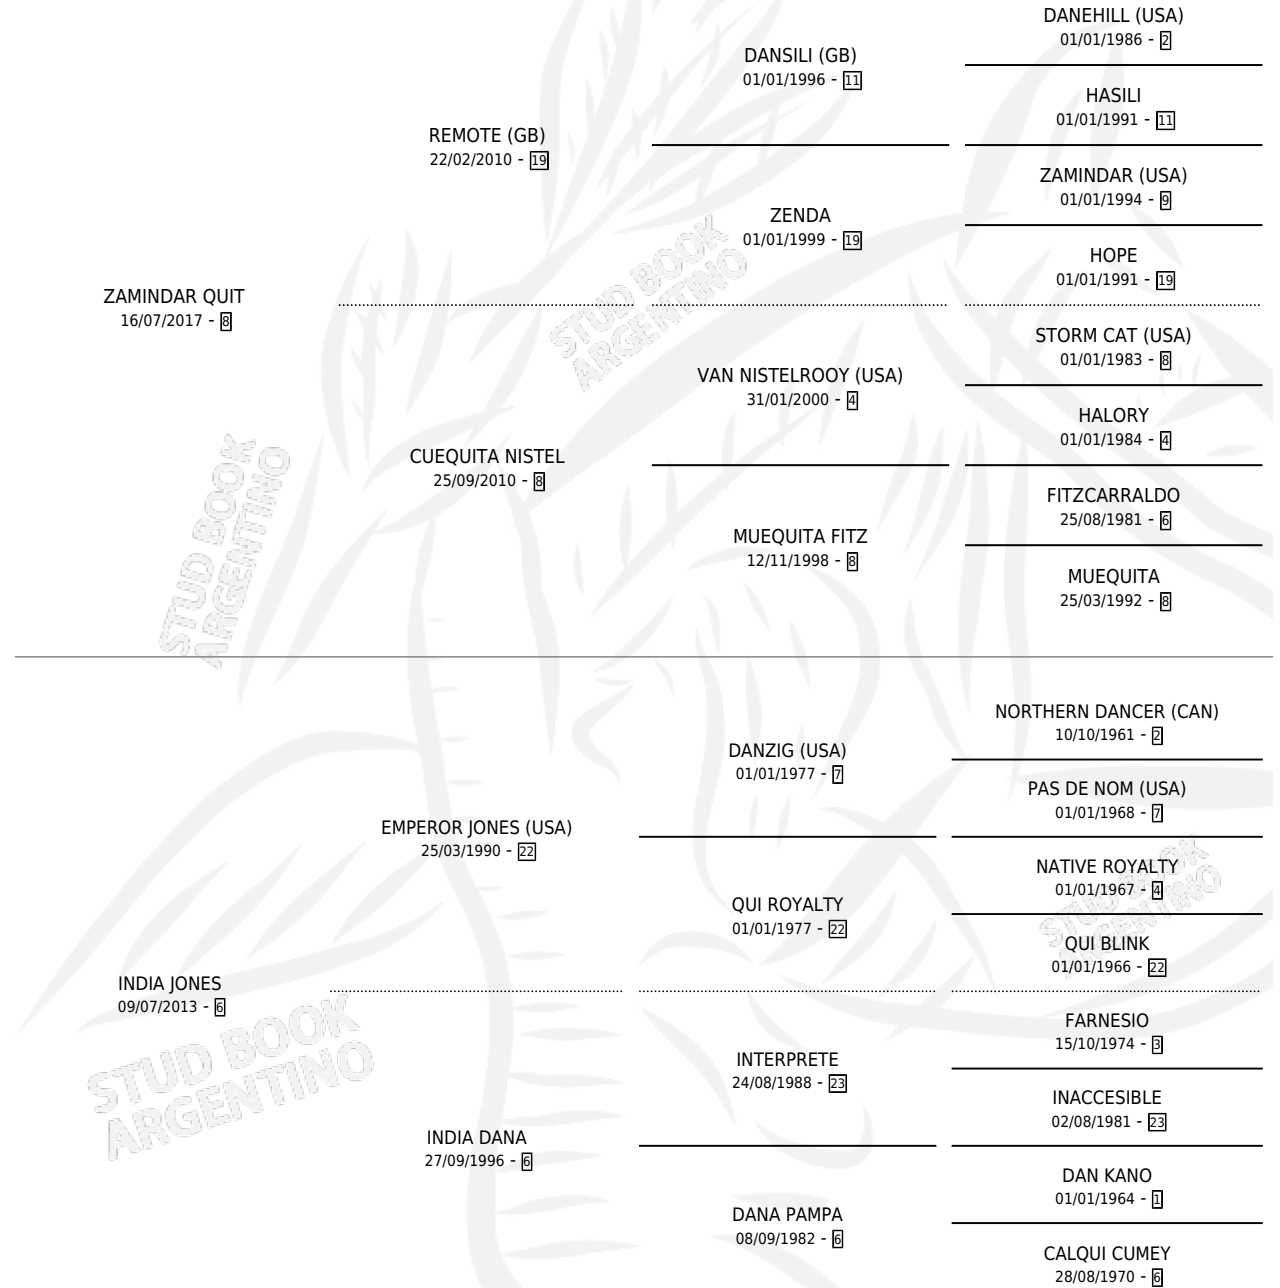 DANEHILL (USA)
01/01/1986 - 2
DANSILI (GB)
01/01/1996 - 11
HASILI
01/01/1991 - 11
REMOTE (GB)
22/02/2010 - 19
ZAMINDAR (USA)
01/01/1994 - 9
ZENDA
01/01/1999 - 19
HOPE
01/01/1991 - 19
ZAMINDAR QUIT
16/07/2017 - 8
STORM CAT (USA)
01/01/1983 - 8
VAN NISTELROOY (USA)
31/01/2000 - 4
HALORY
01/01/1984 - 4
CUEQUITA NISTEL
25/09/2010 - 8
FITZCARRALDO
25/08/1981 - 6
MUEQUITA FITZ
12/11/1998 - 8
MUEQUITA
25/03/1992 - 8
NORTHERN DANCER (CAN)
10/10/1961 - 2
DANZIG (USA)
01/01/1977 - 7
PAS DE NOM (USA)
01/01/1968 - 7
EMPEROR JONES (USA)
25/03/1990 - 22
NATIVE ROYALTY
01/01/1967 - 4
QUI ROYALTY
01/01/1977 - 22
QUI BLINK
01/01/1966 - 22
INDIA JONES
09/07/2013 - 6
FARNESIO
15/10/1974 - 3
INTERPRETE
24/08/1988 - 23
INACCESIBLE
02/08/1981 - 23
INDIA DANA
27/09/1996 - 6
DAN KANO
01/01/1964 - 1
DANA PAMPA
08/09/1982 - 6
CALQUI CUMEY
28/08/1970 - 6
STUD BOOK
ARGENTINO
STUD BOOK
ARGENTINO
STUD BOOK
ARGENTINO
STUD BOOK
ARGENTINO